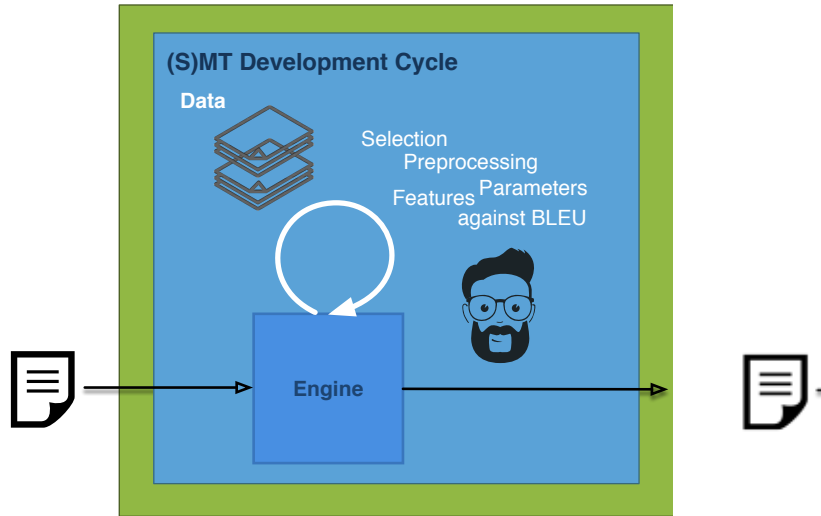 (S)MT Development Cycle
Data
Selection
Preprocessing
Features Parameters
against BLEU
Engine